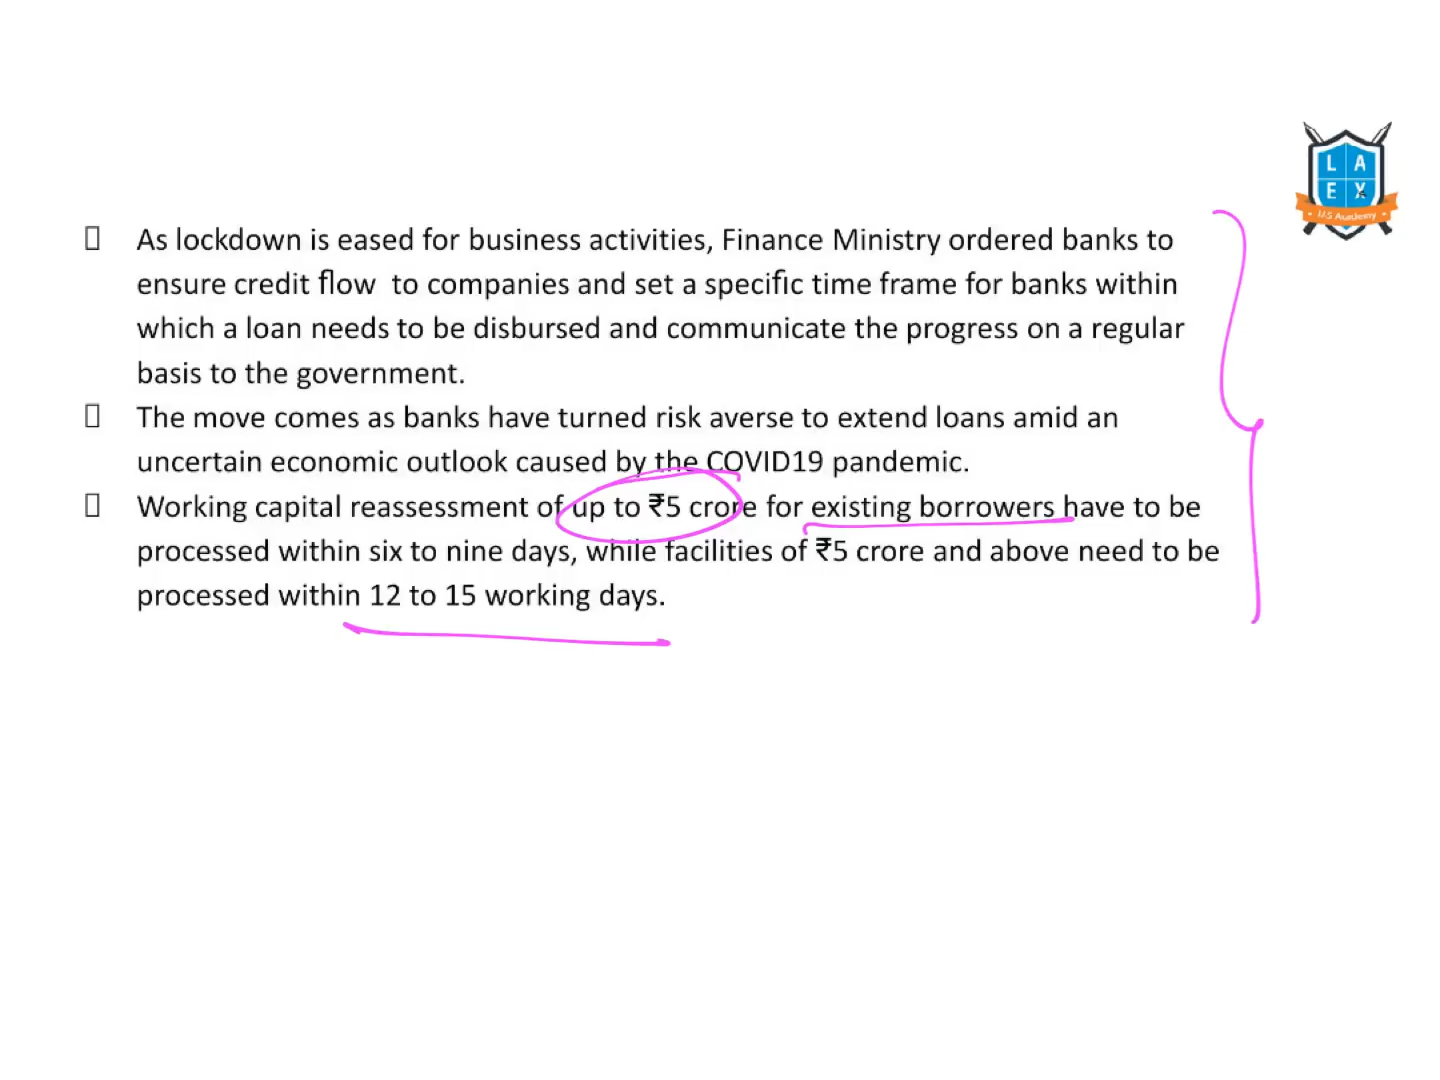 L A
E X
As lockdown is eased for business activities, Finance Ministry ordered banks to
ensure credit flow to companies and set a specific time frame for banks within
which a loan needs to be disbursed and communicate the progress on a regular
basis to the government.
The move comes as banks have turned risk averse to extend loans amid an
uncertain economic outlook caused by the COVID19 pandemic.
Working capital reassessment of up to ₹5 crore for existing borrowers have to be
processed within six to nine days, while facilities of ₹5 crore and above need to be
processed within 12 to 15 working days.